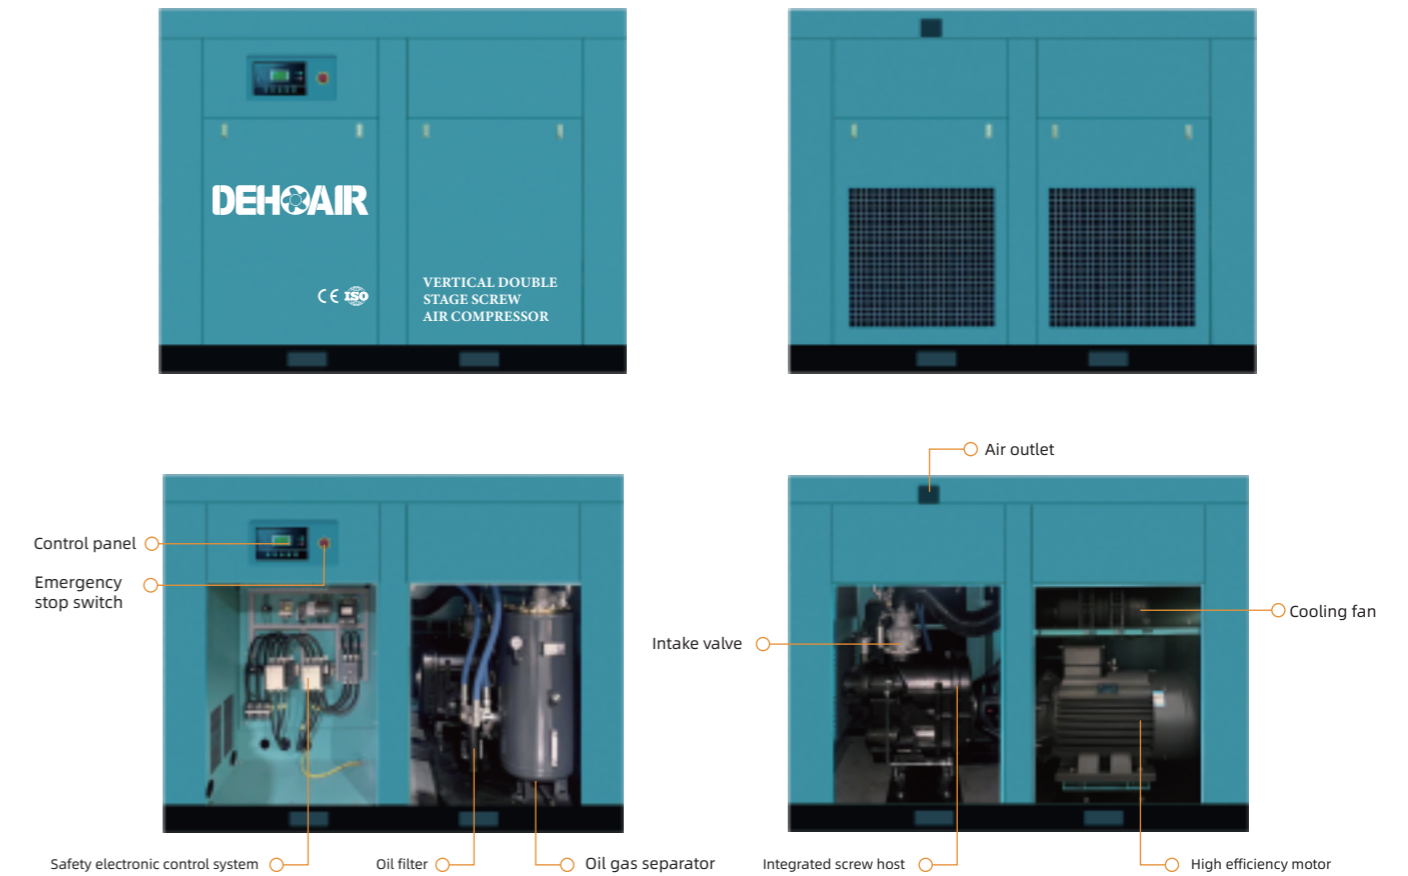 DEHOAIR
CE ISO
VERTICAL DOUBLE
STAGE SCREW
AIR COMPRESSOR
Air outlet
Control panel
Emergency
stop switch
Intake valve
Cooling fan
Safety electronic control system
Oil filter
Oil gas separator
Integrated screw host
High efficiency motor